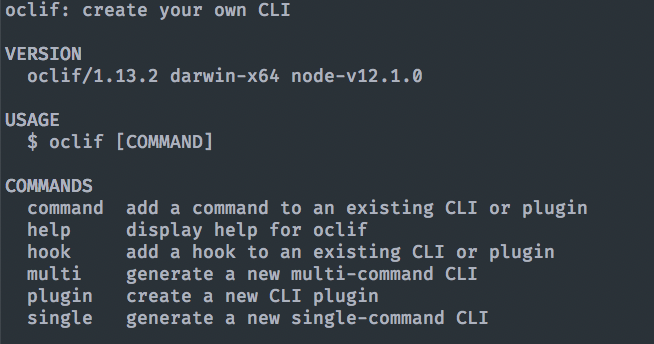 oclif: create your own CLI

VERSION
  oclif/1.13.2 darwin-x64 node-v12.1.0

USAGE
  $ oclif [COMMAND]

COMMANDS
  command  add a command to an existing CLI or plugin
  help     display help for oclif
  hook     add a hook to an existing CLI or plugin
  multi    generate a new multi-command CLI
  plugin   create a new CLI plugin
  single   generate a new single-command CLI